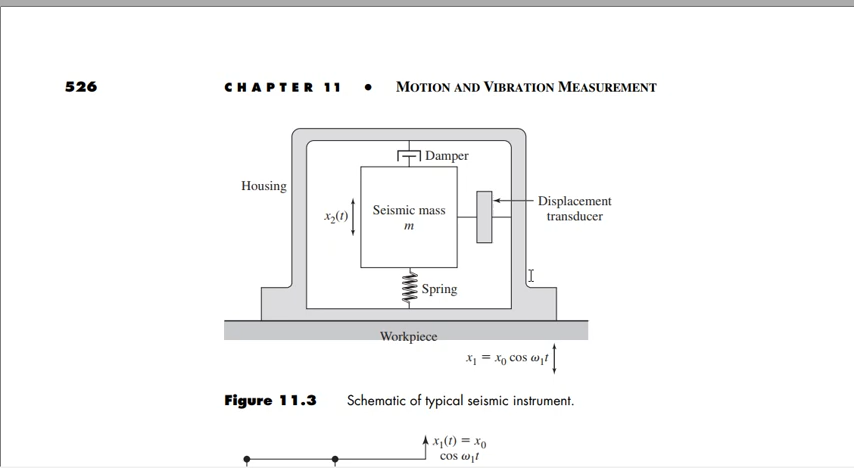 526 CHAPTER 11 • MOTION AND VIBRATION MEASUREMENT
Damper
Housing
Displacement
transducer
x₂(t)
Seismic mass
m
Spring
Workpiece
x₁ = x₀ cos ω₁t
Figure 11.3 Schematic of typical seismic instrument.
x₁(t) = x₀
cos ω₁t